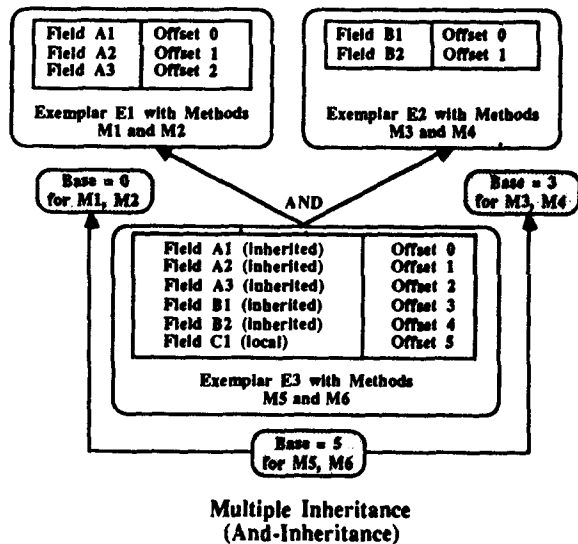 Field A1 Offset 0
Field A2 Offset 1
Field A3 Offset 2
Exemplar E1 with Methods
M1 and M2
Field B1 Offset 0
Field B2 Offset 1
Exemplar E2 with Methods
M3 and M4
Base = 0
for M1, M2
AND
Base = 3
for M3, M4
Field A1 (inherited) Offset 0
Field A2 (inherited) Offset 1
Field A3 (inherited) Offset 2
Field B1 (inherited) Offset 3
Field B2 (inherited) Offset 4
Field C1 (local) Offset 5
Exemplar E3 with Methods
M5 and M6
Base = 5
for M5, M6
Multiple Inheritance
(And-Inheritance)